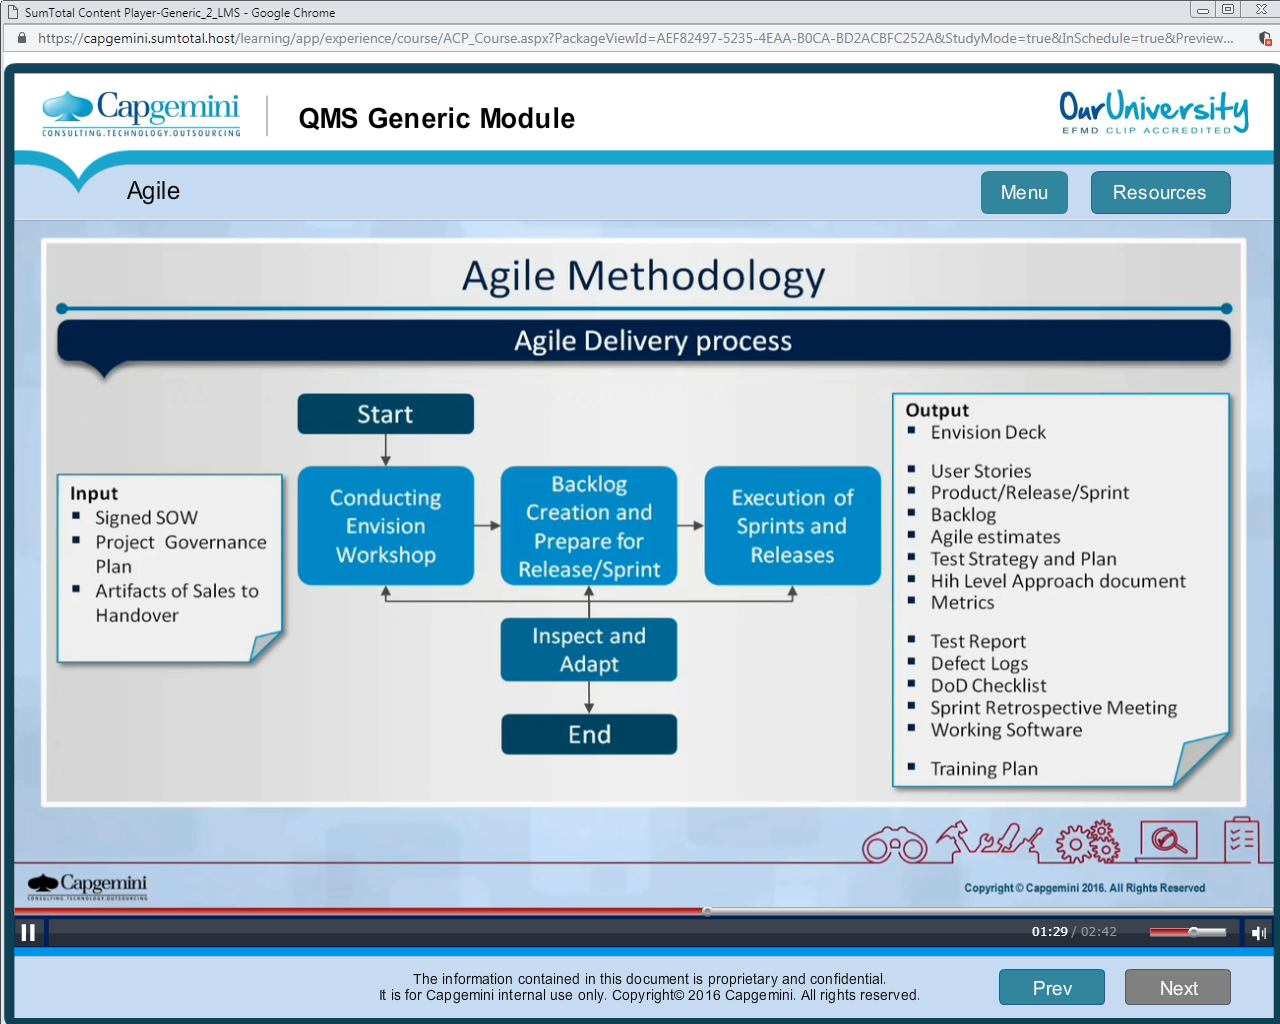 SumTotal Content Player-Generic_2_LMS - Google Chrome
https://capgemini.sumtotal.host/learning/app/experience/course/ACP_Course.aspx?PackageViewId=AEF82497-5235-4EAA-B0CA-BD2ACBFC252A&StudyMode=true&InSchedule=true&Preview...
Capgemini
CONSULTING.TECHNOLOGY.OUTSOURCING
QMS Generic Module
OurUniversity
EFMD CLIP ACCREDITED
Agile
Menu
Resources
Agile Methodology
Agile Delivery process
Input
Signed SOW
Project Governance
Plan
Artifacts of Sales to
Handover
Start
Conducting
Envision
Workshop
Backlog
Creation and
Prepare for
Release/Sprint
Execution of
Sprints and
Releases
Inspect and
Adapt
End
Output
Envision Deck
User Stories
Product/Release/Sprint
Backlog
Agile estimates
Test Strategy and Plan
Hih Level Approach document
Metrics
Test Report
Defect Logs
DoD Checklist
Sprint Retrospective Meeting
Working Software
Training Plan
Capgemini
CONSULTING.TECHNOLOGY.OUTSOURCING
Copyright © Capgemini 2016. All Rights Reserved
01:29 / 02:42
The information contained in this document is proprietary and confidential.
It is for Capgemini internal use only. Copyright© 2016 Capgemini. All rights reserved.
Prev
Next